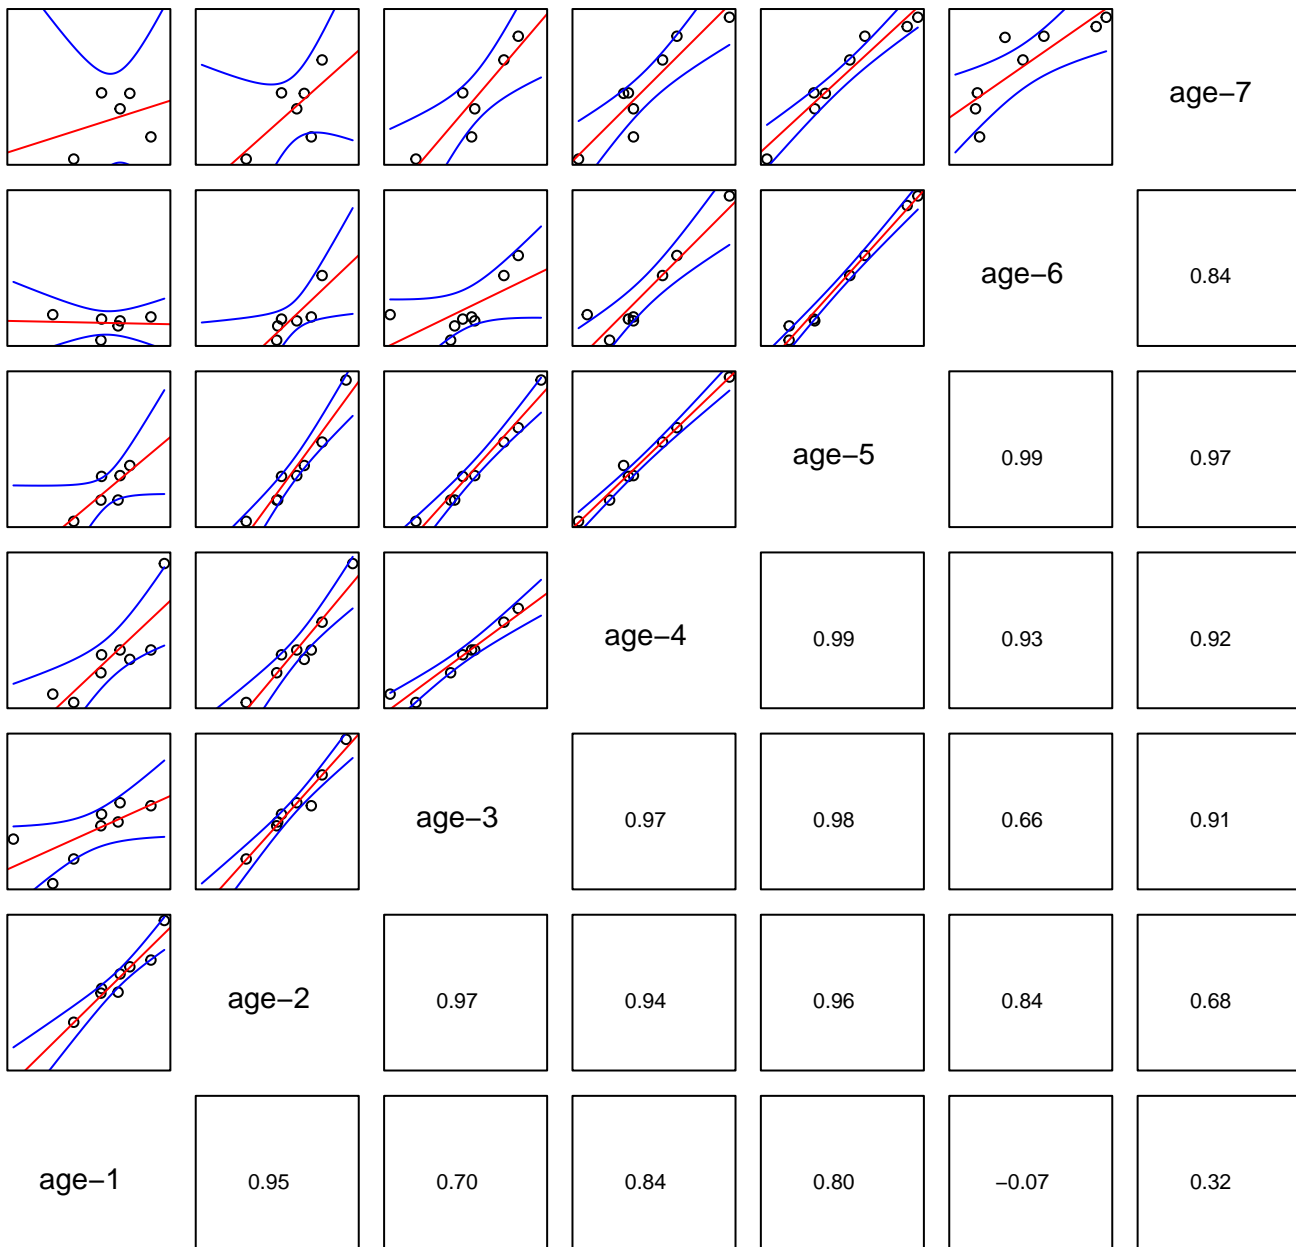 age−7
age−6 0.84
age−5 0.99 0.97
age−4 0.99 0.93 0.92
age−3 0.97 0.98 0.66 0.91
age−2 0.97 0.94 0.96 0.84 0.68
age−1 0.95 0.70 0.84 0.80 −0.07 0.32